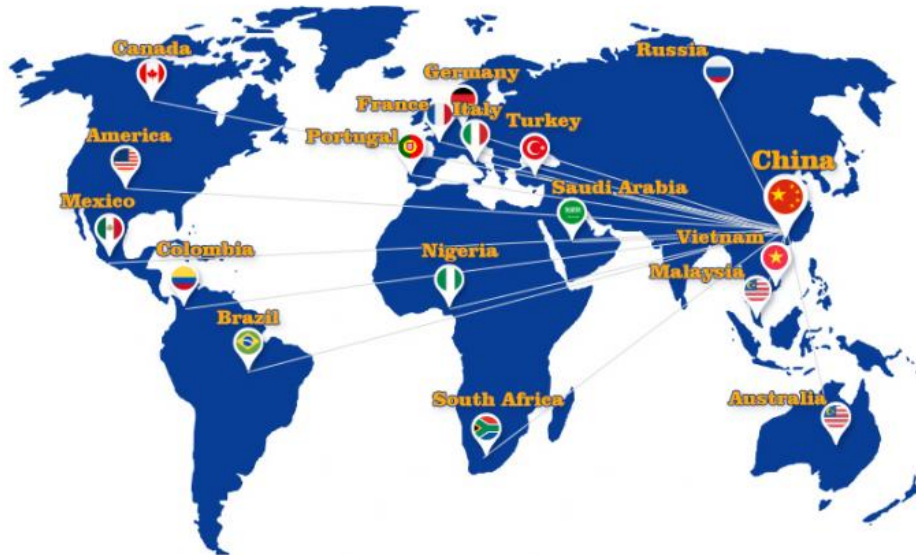 Canada
Russia
Germany
France
Italy
America
Portugal
Turkey
China
Mexico
Saudi Arabia
Colombia
Nigeria
Vietnam
Malaysia
Brazil
South Africa
Australia